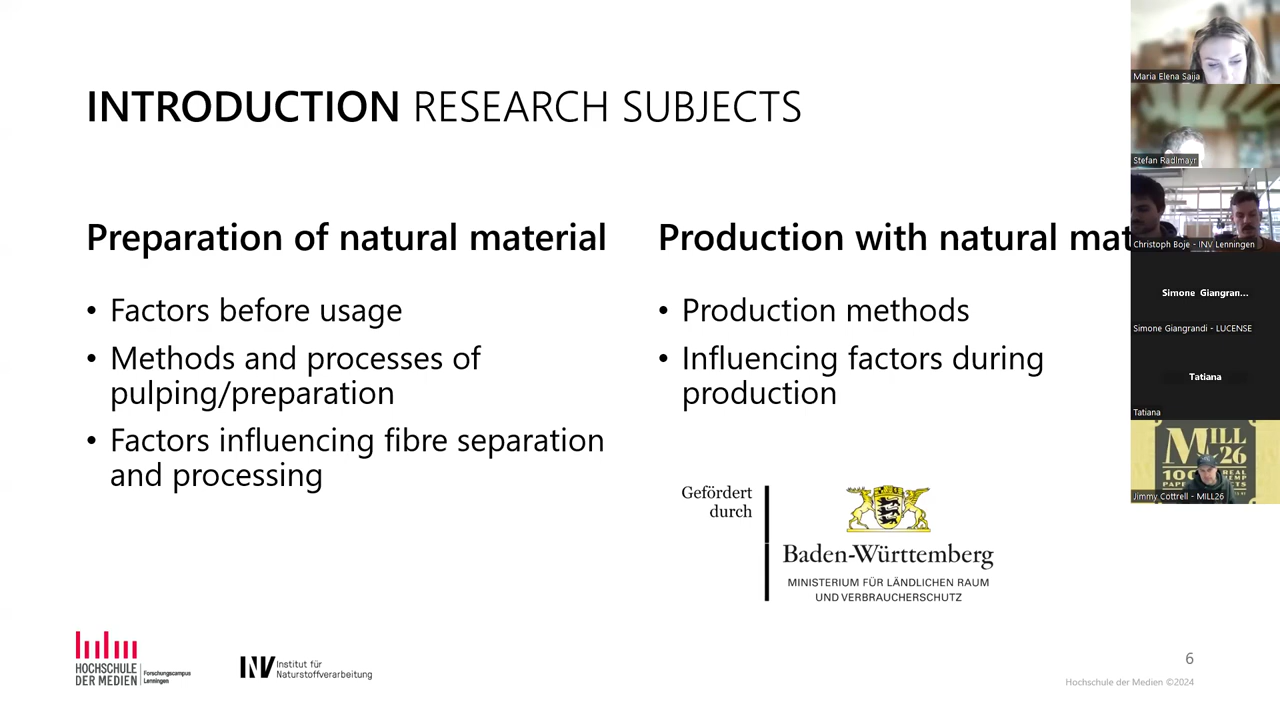 INTRODUCTION RESEARCH SUBJECTS
Preparation of natural material
• Factors before usage
• Methods and processes of
pulping/preparation
• Factors influencing fibre separation
and processing
Production with natural mat
• Production methods
• Influencing factors during
production
Gefördert
durch
Baden-Württemberg
MINISTERIUM FÜR LÄNDLICHEN RAUM
UND VERBRAUCHERSCHUTZ
HOCHSCHULE
DER MEDIEN
Forschungscampus
Lenningen
INV
Institut für
Naturstoffverarbeitung
6
Hochschule der Medien ©2024
Maria Elena Saija
Stefan Radlmayr
Christoph Boje - INV Lenningen
Simone Giangran...
Simone Giangrandi - LUCENSE
Tatiana
Tatiana
MILL
26
Jimmy Cottrell - MILL26